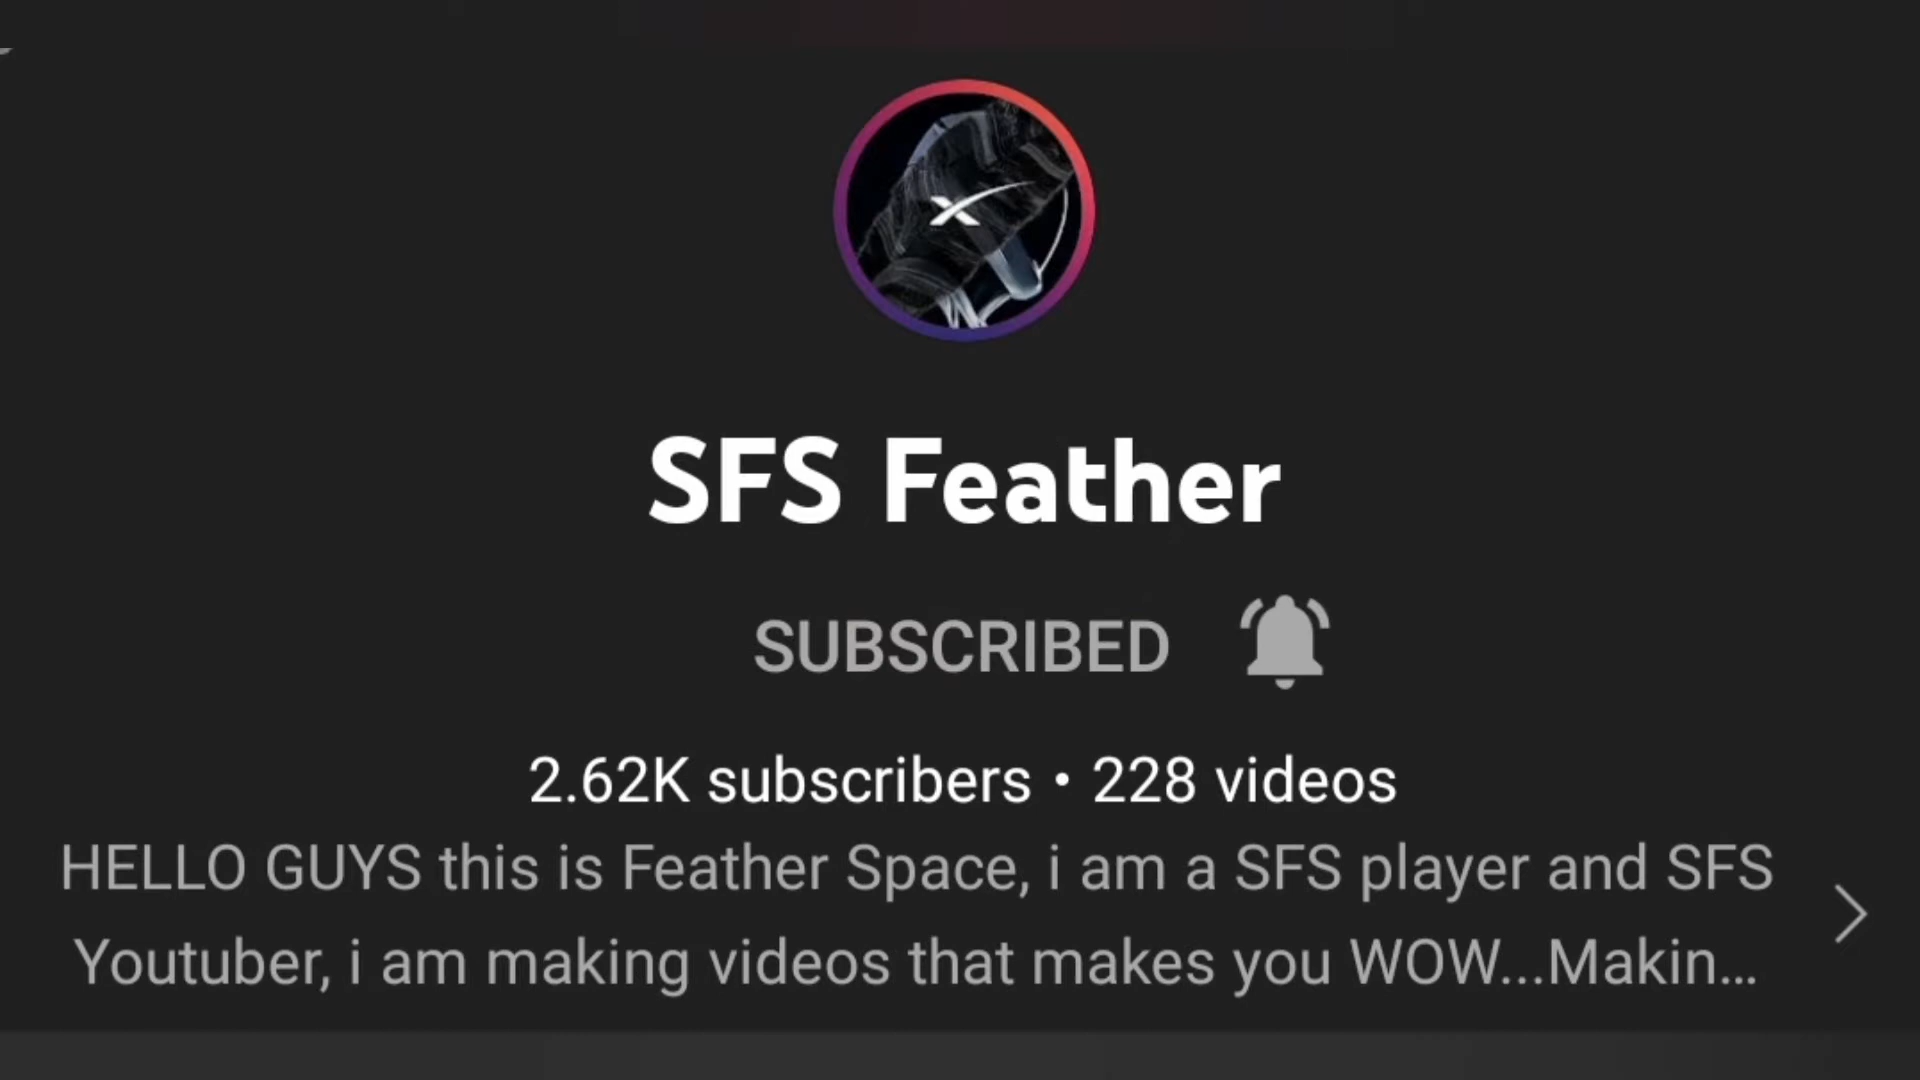 SFS Feather
SUBSCRIBED
2.62K subscribers • 228 videos
HELLO GUYS this is Feather Space, i am a SFS player and SFS
Youtuber, i am making videos that makes you WOW...Makin...